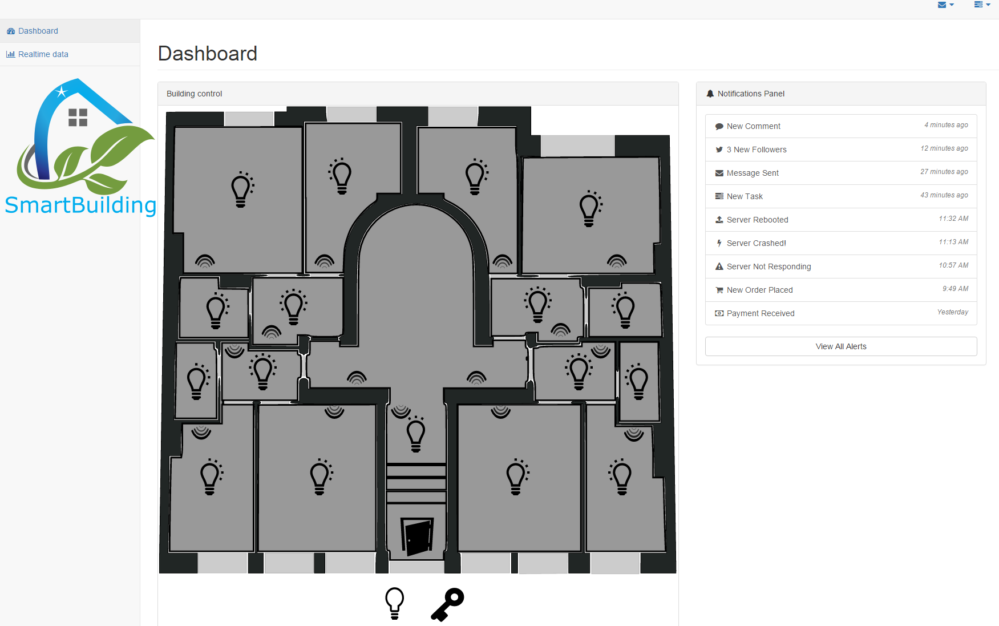 Dashboard
Realtime data
SmartBuilding
Dashboard
Building control
Notifications Panel
New Comment 4 minutes ago
3 New Followers 12 minutes ago
Message Sent 27 minutes ago
New Task 43 minutes ago
Server Rebooted 11:32 AM
Server Crashed! 11:13 AM
Server Not Responding 10:57 AM
New Order Placed 9:49 AM
Payment Received Yesterday
View All Alerts